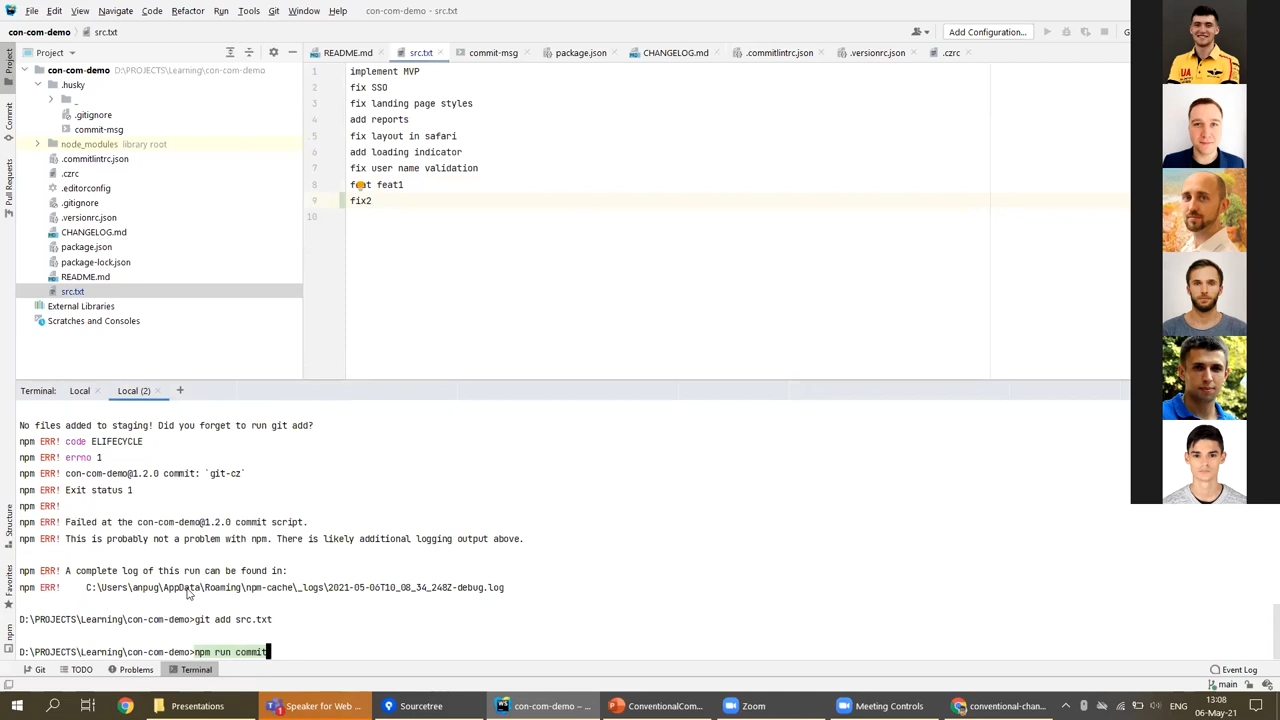 File Edit View Navigate Code Refactor Run Tools Git Window Help con-com-demo - src.txt
con-com-demo src.txt
Add Configuration...
Project
README.md src.txt commit-msg package.json CHANGELOG.md .commitlintrc.json .versionrc.json .czrc
con-com-demo D:\PROJECTS\Learning\con-com-demo
.husky
_
.gitignore
commit-msg
node_modules library root
.commitlintrc.json
.czrc
.editorconfig
.gitignore
.versionrc.json
CHANGELOG.md
package.json
package-lock.json
README.md
src.txt
External Libraries
Scratches and Consoles
1 implement MVP
2 fix SSO
3 fix landing page styles
4 add reports
5 fix layout in safari
6 add loading indicator
7 fix user name validation
8 feat feat1
9 fix2
10
Project
Commit
Pull Requests
Structure
Favorites
npm
UA
Terminal: Local Local (2) +
No files added to staging! Did you forget to run git add?
npm ERR! code ELIFECYCLE
npm ERR! errno 1
npm ERR! con-com-demo@1.2.0 commit: `git-cz`
npm ERR! Exit status 1
npm ERR!
npm ERR! Failed at the con-com-demo@1.2.0 commit script.
npm ERR! This is probably not a problem with npm. There is likely additional logging output above.
npm ERR! A complete log of this run can be found in:
npm ERR! C:\Users\anpug\AppData\Roaming\npm-cache\_logs\2021-05-06T10_08_34_248Z-debug.log
D:\PROJECTS\Learning\con-com-demo>git add src.txt
D:\PROJECTS\Learning\con-com-demo>npm run commit
Git TODO Problems Terminal Event Log
main
Presentations Speaker for Web ... Sourcetree con-com-demo – ... ConventionalCom... Zoom Meeting Controls conventional-chan... ENG 13:08
06-May-21